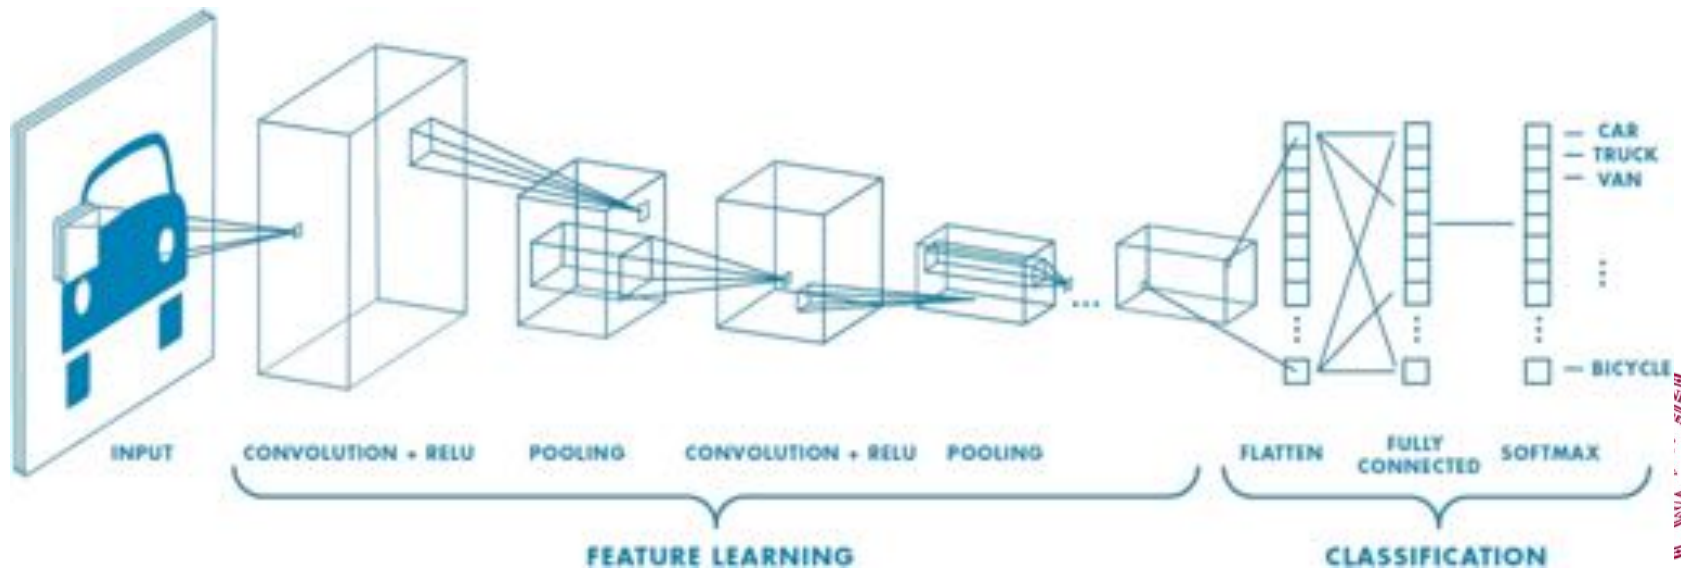 CAR
TRUCK
VAN
BICYCLE
INPUT
CONVOLUTION + RELU
POOLING
CONVOLUTION + RELU
POOLING
FLATTEN
FULLY
CONNECTED
SOFTMAX
FEATURE LEARNING
CLASSIFICATION